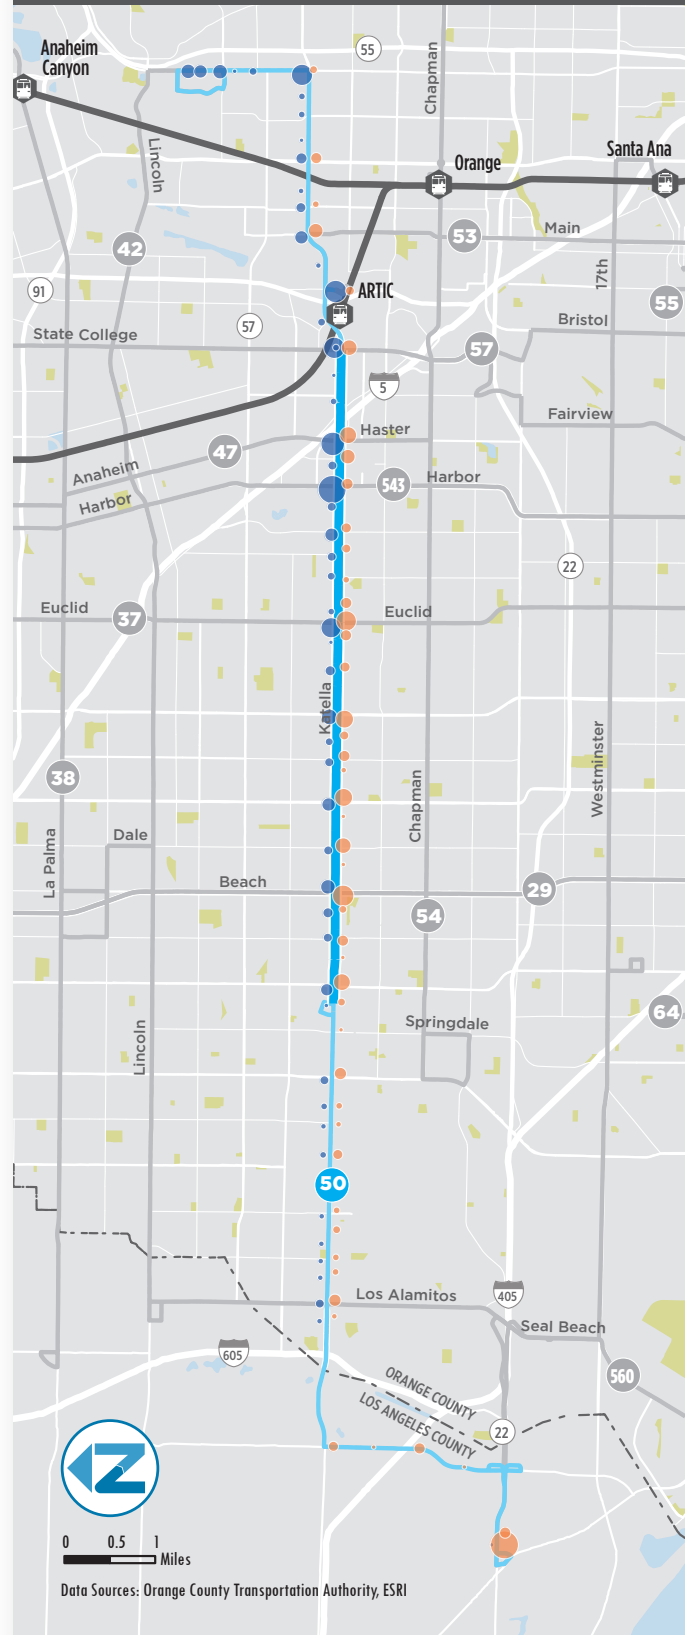 Anaheim
Canyon
55
Chapman
Lincoln
Orange
Santa Ana
42
53
Main
17th
91
ARTIC
55
57
State College
Bristol
57
5
Fairview
Haster
47
Anaheim
Harbor
543
Harbor
22
Euclid
37
Euclid
Katella
Westminster
38
Chapman
La Palma
Dale
Beach
29
54
64
Springdale
Lincoln
50
Los Alamitos
405
Seal Beach
605
560
ORANGE COUNTY
LOS ANGELES COUNTY
22
Z
0 0.5 1
Miles
Data Sources: Orange County Transportation Authority, ESRI